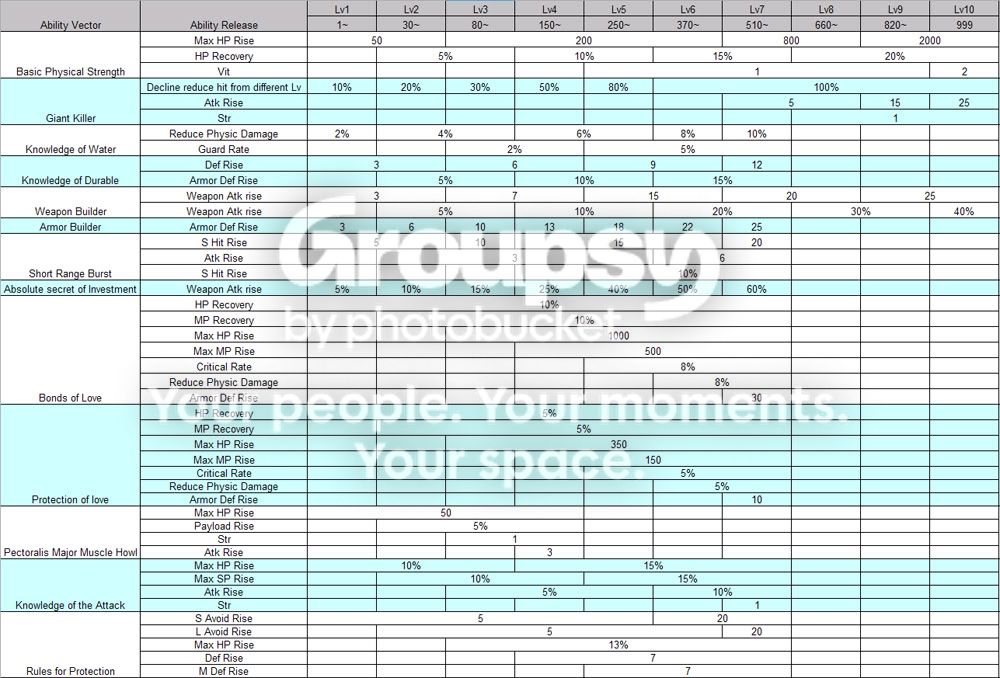 Lv1 Lv2 Lv3 Lv4 Lv5 Lv6 Lv7 Lv8 Lv9 Lv10
Ability Vector Ability Release 1~ 30~ 80~ 150~ 250~ 370~ 510~ 660~ 820~ 999
Max HP Rise 50 200 800 2000
HP Recovery 5% 10% 15% 20%
Basic Physical Strength Vit 1 2
Decline reduce hit from different Lv 10% 20% 30% 50% 80% 100%
Atk Rise 5 15 25
Giant Killer Str 1
Reduce Physic Damage 2% 4% 6% 8% 10%
Knowledge of Water Guard Rate 2% 5%
Def Rise 3 6 9 12
Knowledge of Durable Armor Def Rise 5% 10% 15%
Weapon Atk rise 3 7 15 20 25
Weapon Builder Weapon Atk rise 5% 10% 20% 30% 40%
Armor Builder Armor Def Rise 3 6 10 13 18 22 25
S Hit Rise 5 10 15 20
Atk Rise 3 6
Short Range Burst S Hit Rise 10%
Absolute secret of Investment Weapon Atk rise 5% 10% 15% 25% 40% 50% 60%
HP Recovery 10%
MP Recovery 10%
Max HP Rise 1000
Max MP Rise 500
Critical Rate 8%
Reduce Physic Damage 8%
Bonds of Love Armor Def Rise 30
HP Recovery 5%
MP Recovery 5%
Max HP Rise 350
Max MP Rise 150
Critical Rate 5%
Reduce Physic Damage 5%
Protection of love Armor Def Rise 10
Max HP Rise 50
Payload Rise 5%
Str 1
Pectoralis Major Muscle Howl Atk Rise 3
Max HP Rise 10% 15%
Max SP Rise 10% 15%
Atk Rise 5% 10%
Knowledge of the Attack Str 1
S Avoid Rise 5 20
L Avoid Rise 5 20
Max HP Rise 13%
Def Rise 7
Rules for Protection M Def Rise 7
Groupsy
by photobucket
Your people. Your moments.
Your space.